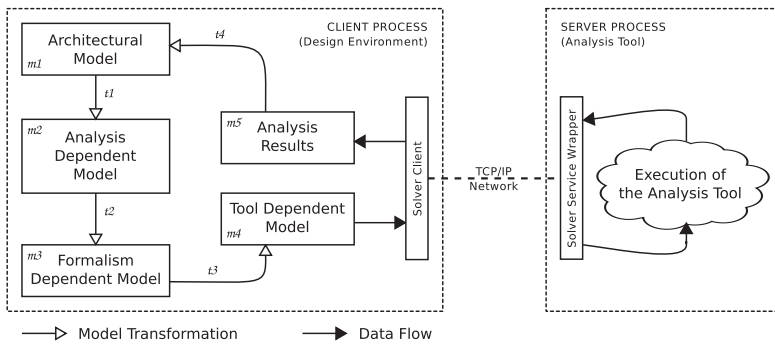 CLIENT PROCESS
(Design Environment)
Architectural
Model
m1
t1
t4
m2
Analysis
Dependent
Model
t2
m3
Formalism
Dependent Model
t3
m5
Analysis
Results
Tool Dependent
Model
m4
Solver Client
TCP/IP
Network
SERVER PROCESS
(Analysis Tool)
Solver Service Wrapper
Execution of
the Analysis Tool
Model Transformation
Data Flow